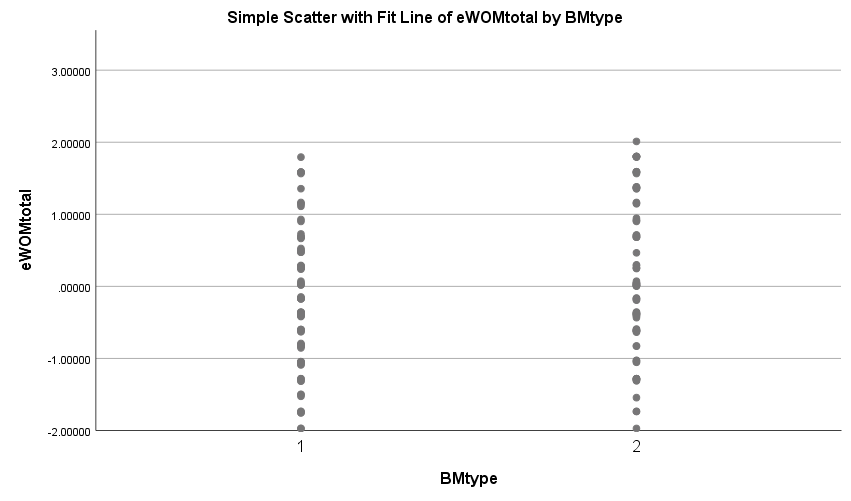 Simple Scatter with Fit Line of eWOMtotal by BMtype
eWOMtotal
3.00000
2.00000
1.00000
.00000
-1.00000
-2.00000
1 2
BMtype